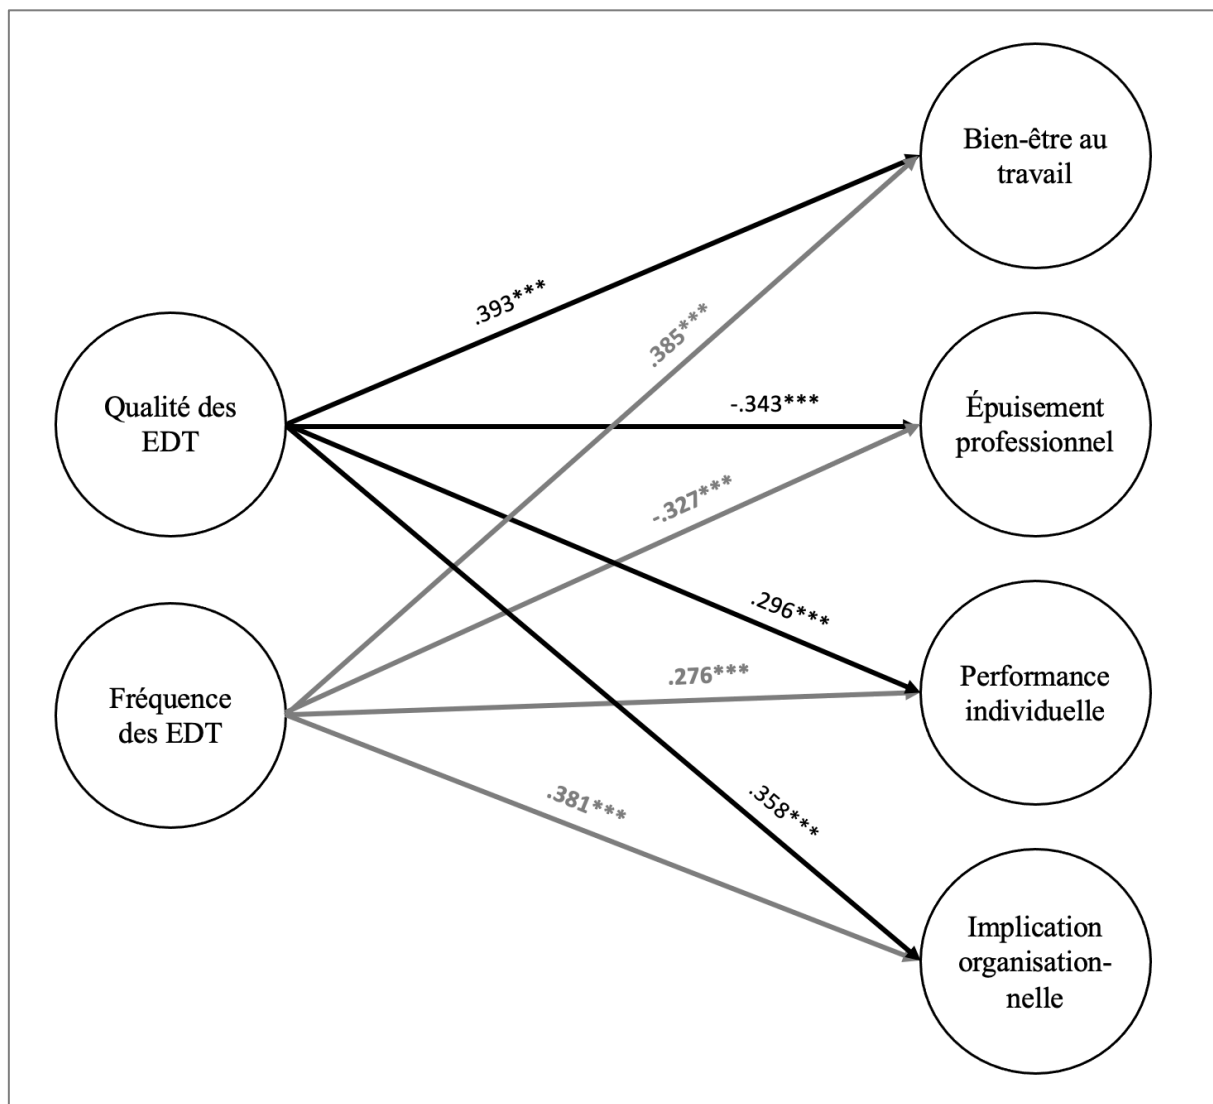 Bien-être au
travail
.393***
.385***
Qualité des
EDT
-.343***
Épuisement
professionnel
-.327***
.296***
Fréquence
des EDT
.276***
Performance
individuelle
.381***
.358***
Implication
organisation-
nelle